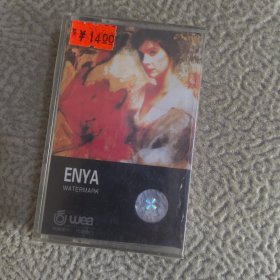 ¥ 14.00
ENYA
WATERMARK
wea